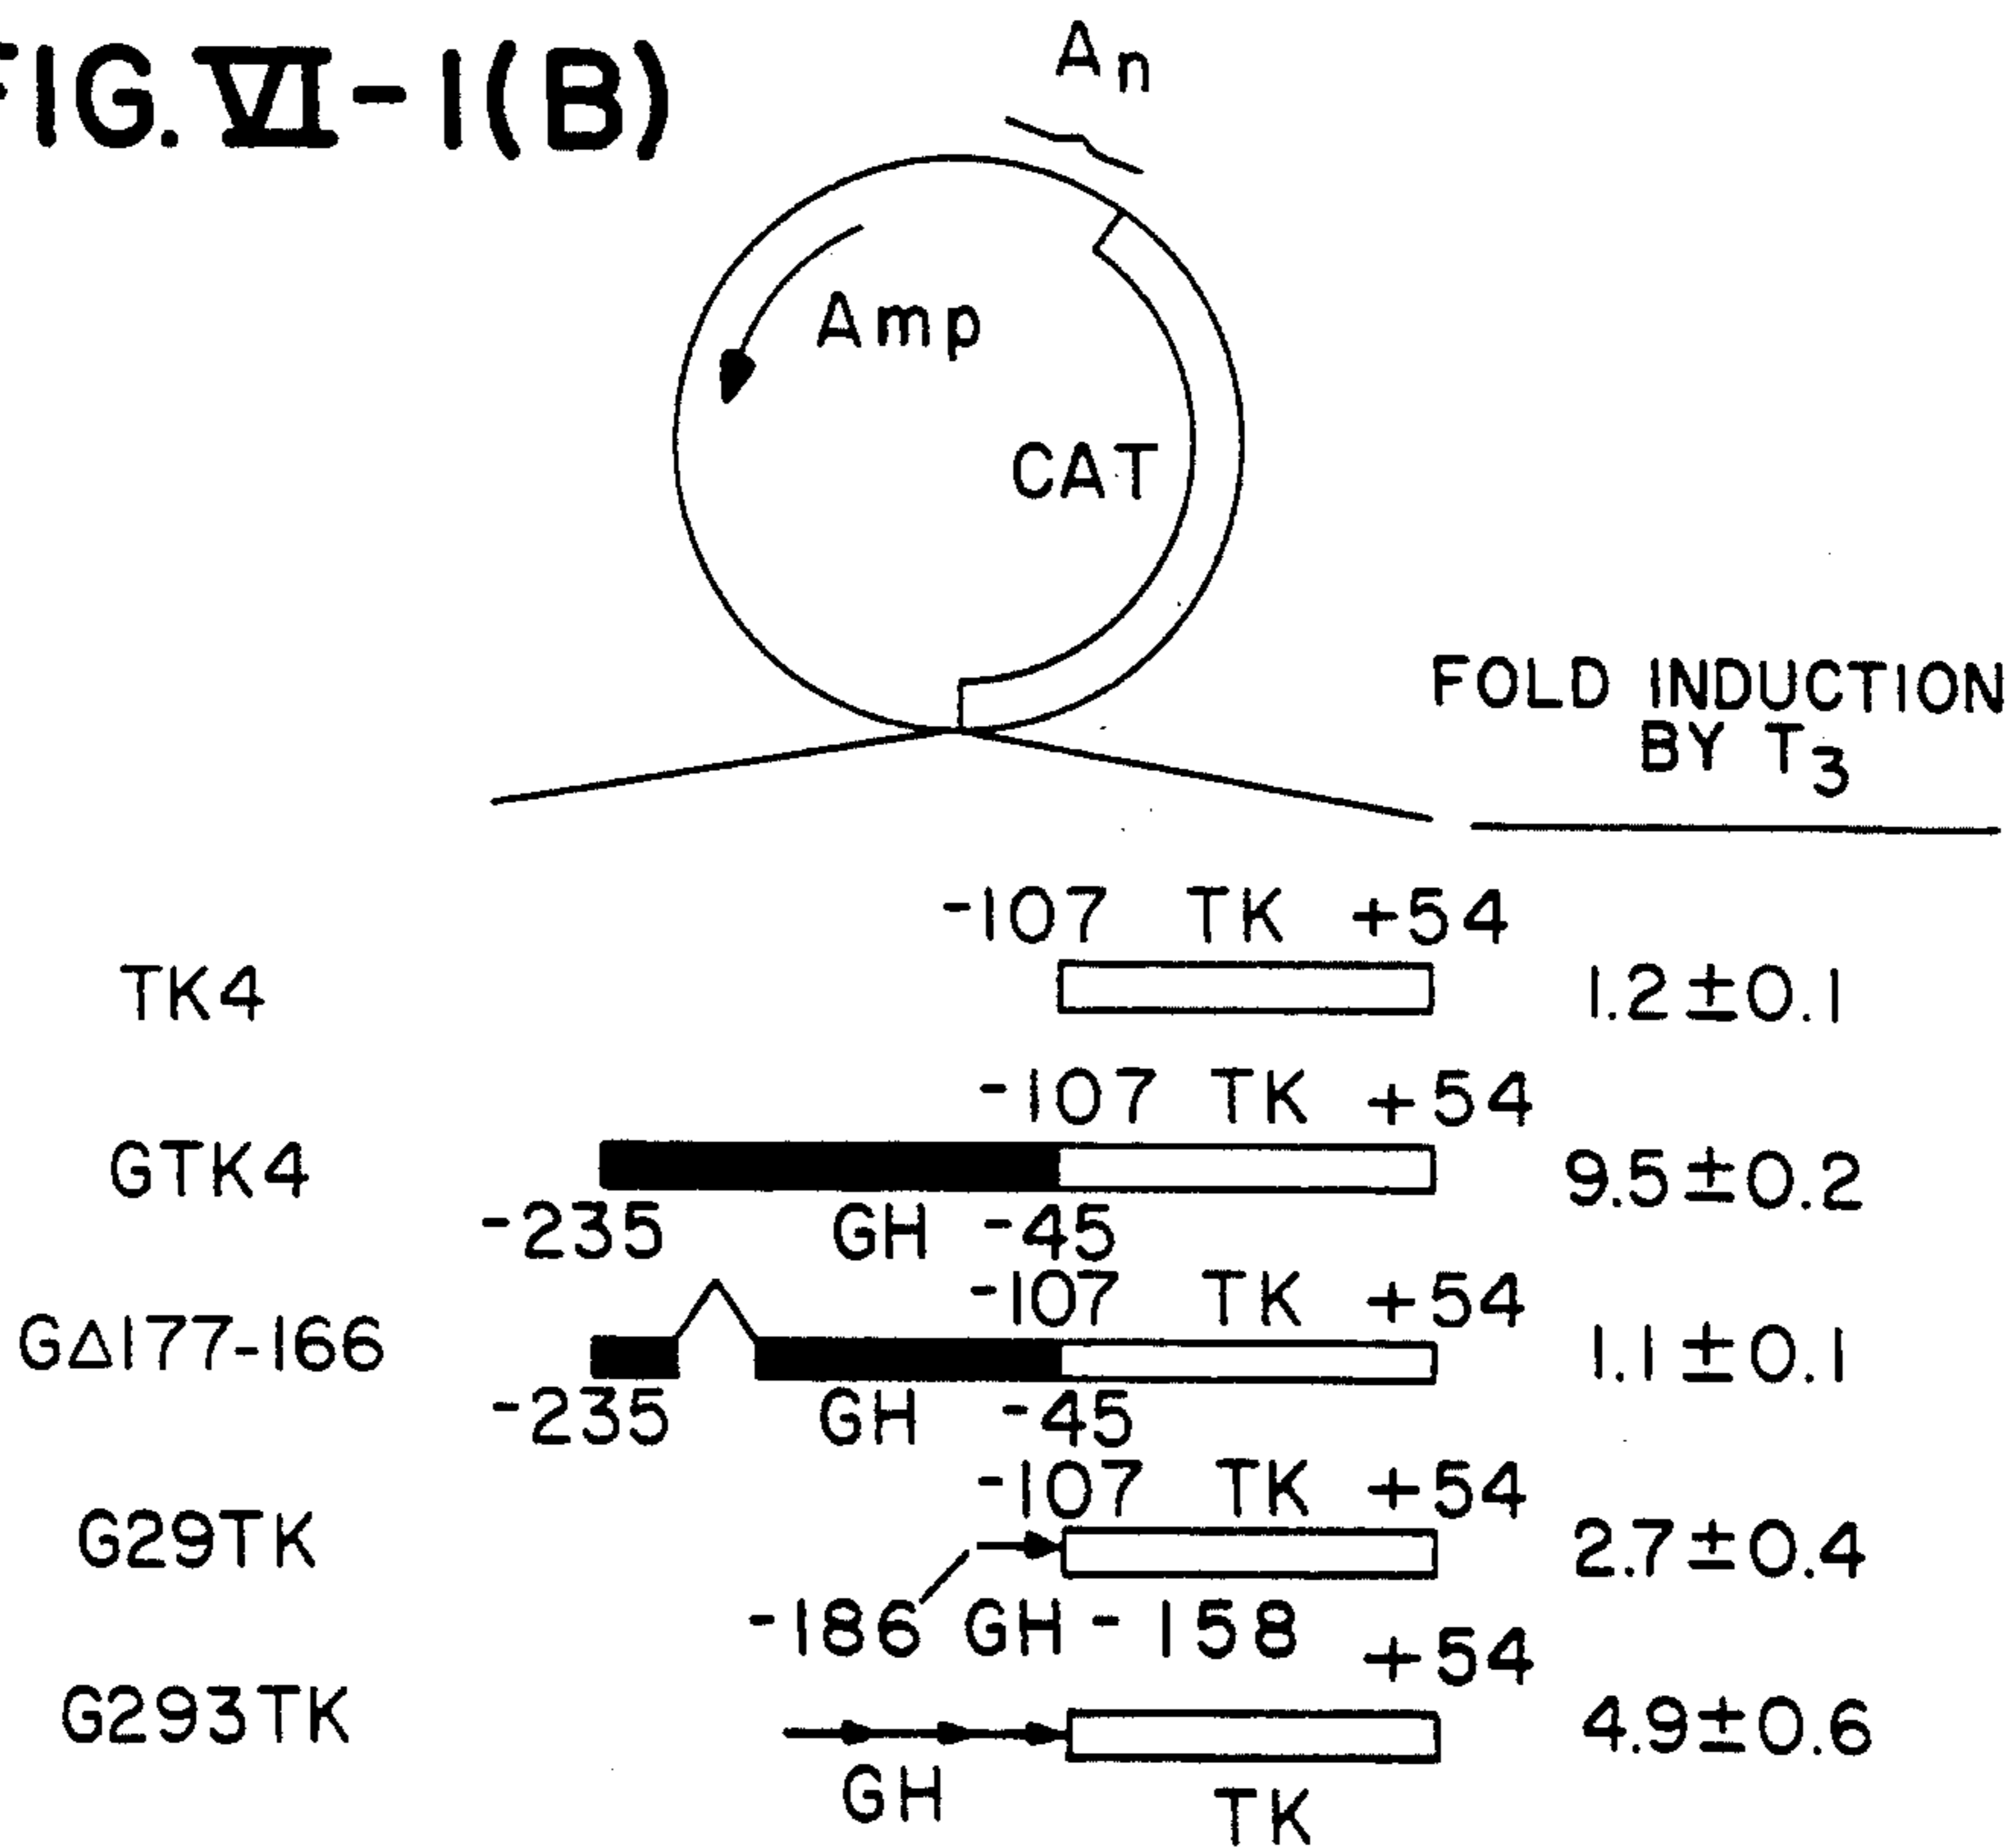 FIG. VI-1(B)
An
Amp
CAT
FOLD INDUCTION
BY T3
-107 TK +54
TK4 1.2±0.1
-107 TK +54
GTK4 9.5±0.2
-235 GH -45
-107 TK +54
GΔ177-166 1.1±0.1
-235 GH -45
-107 TK +54
G29TK 2.7±0.4
-186 GH-158
+54
G293TK 4.9±0.6
GH TK